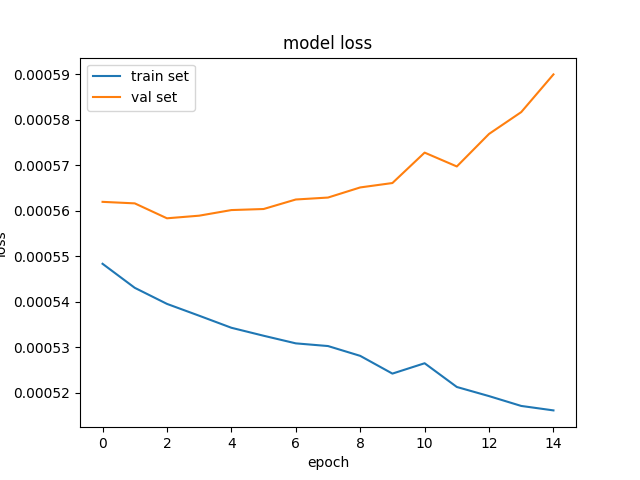 model loss
train set
val set
0.00059
0.00058
0.00057
0.00056
0.00055
0.00054
0.00053
0.00052
loss
0 2 4 6 8 10 12 14
epoch